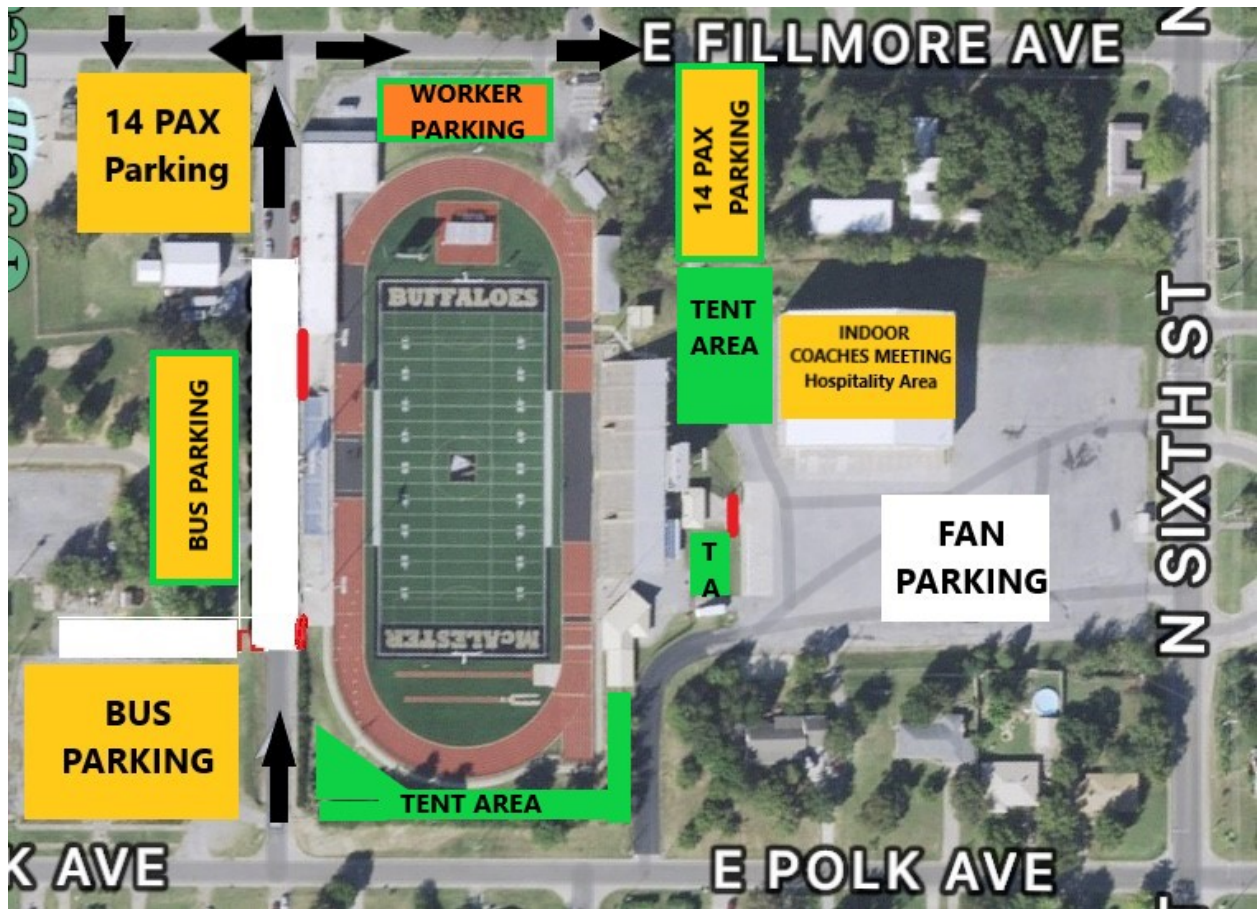 E FILLMORE AVE
N
14 PAX
Parking
WORKER
PARKING
14 PAX
PARKING
BUFFALOES
TENT
AREA
INDOOR
COACHES MEETING
Hospitality Area
BUS PARKING
N SIXTH ST
FAN
PARKING
T
A
McALESTER
BUS
PARKING
TENT AREA
K AVE
E POLK AVE
T